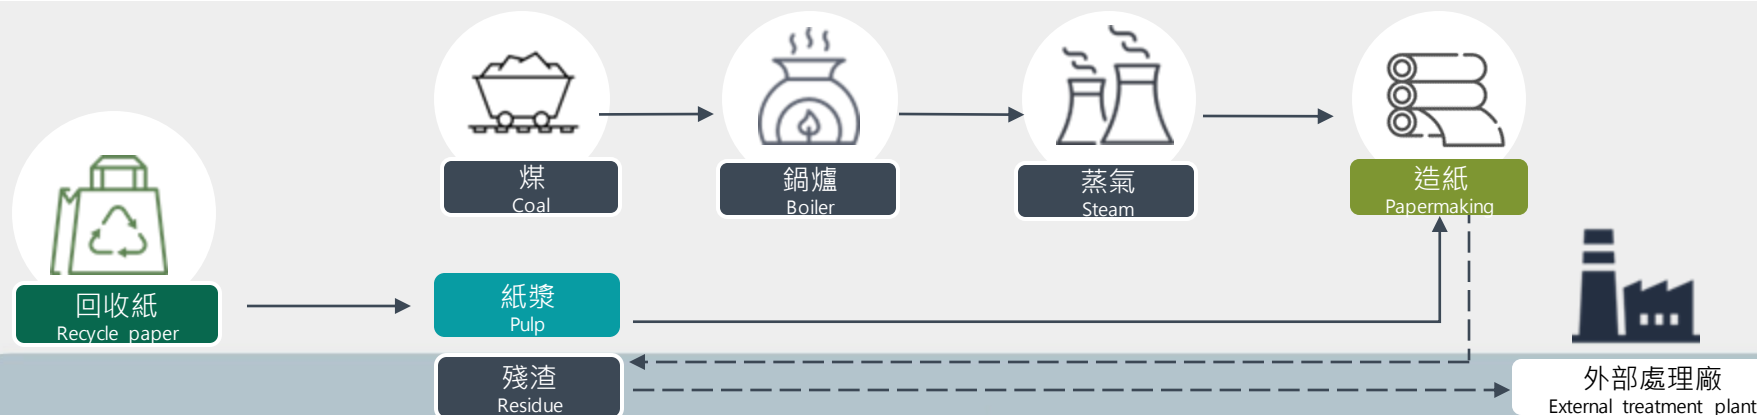 煤
Coal
鍋爐
Boiler
蒸氣
Steam
造紙
Papermaking
回收紙
Recycle paper
紙漿
Pulp
殘渣
Residue
外部處理廠
External treatment plant